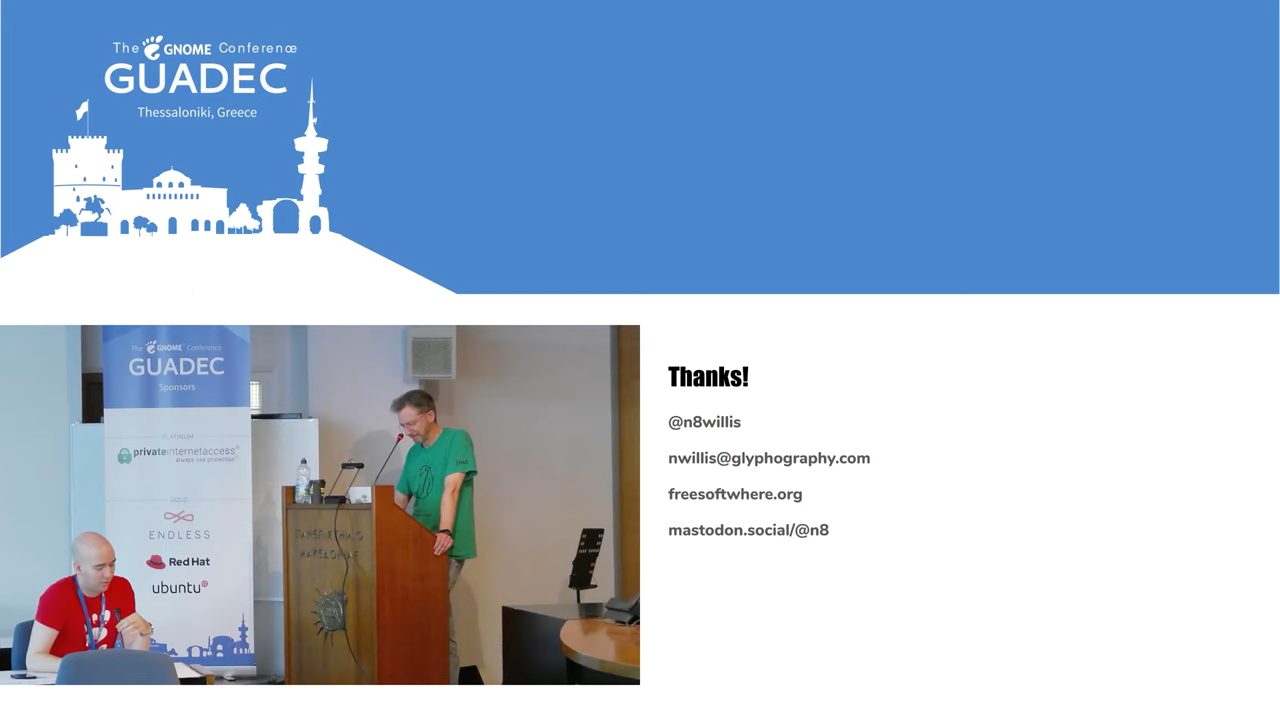 The GNOME Conference
GUADEC
Thessaloniki, Greece
The GNOME Conference
GUADEC
Sponsors
PLATINUM
privateinternetaccess®
always use protection®
GOLD
ENDLESS
Red Hat
ubuntu®
Thanks!
@n8willis
nwillis@glyphography.com
freesoftwhere.org
mastodon.social/@n8